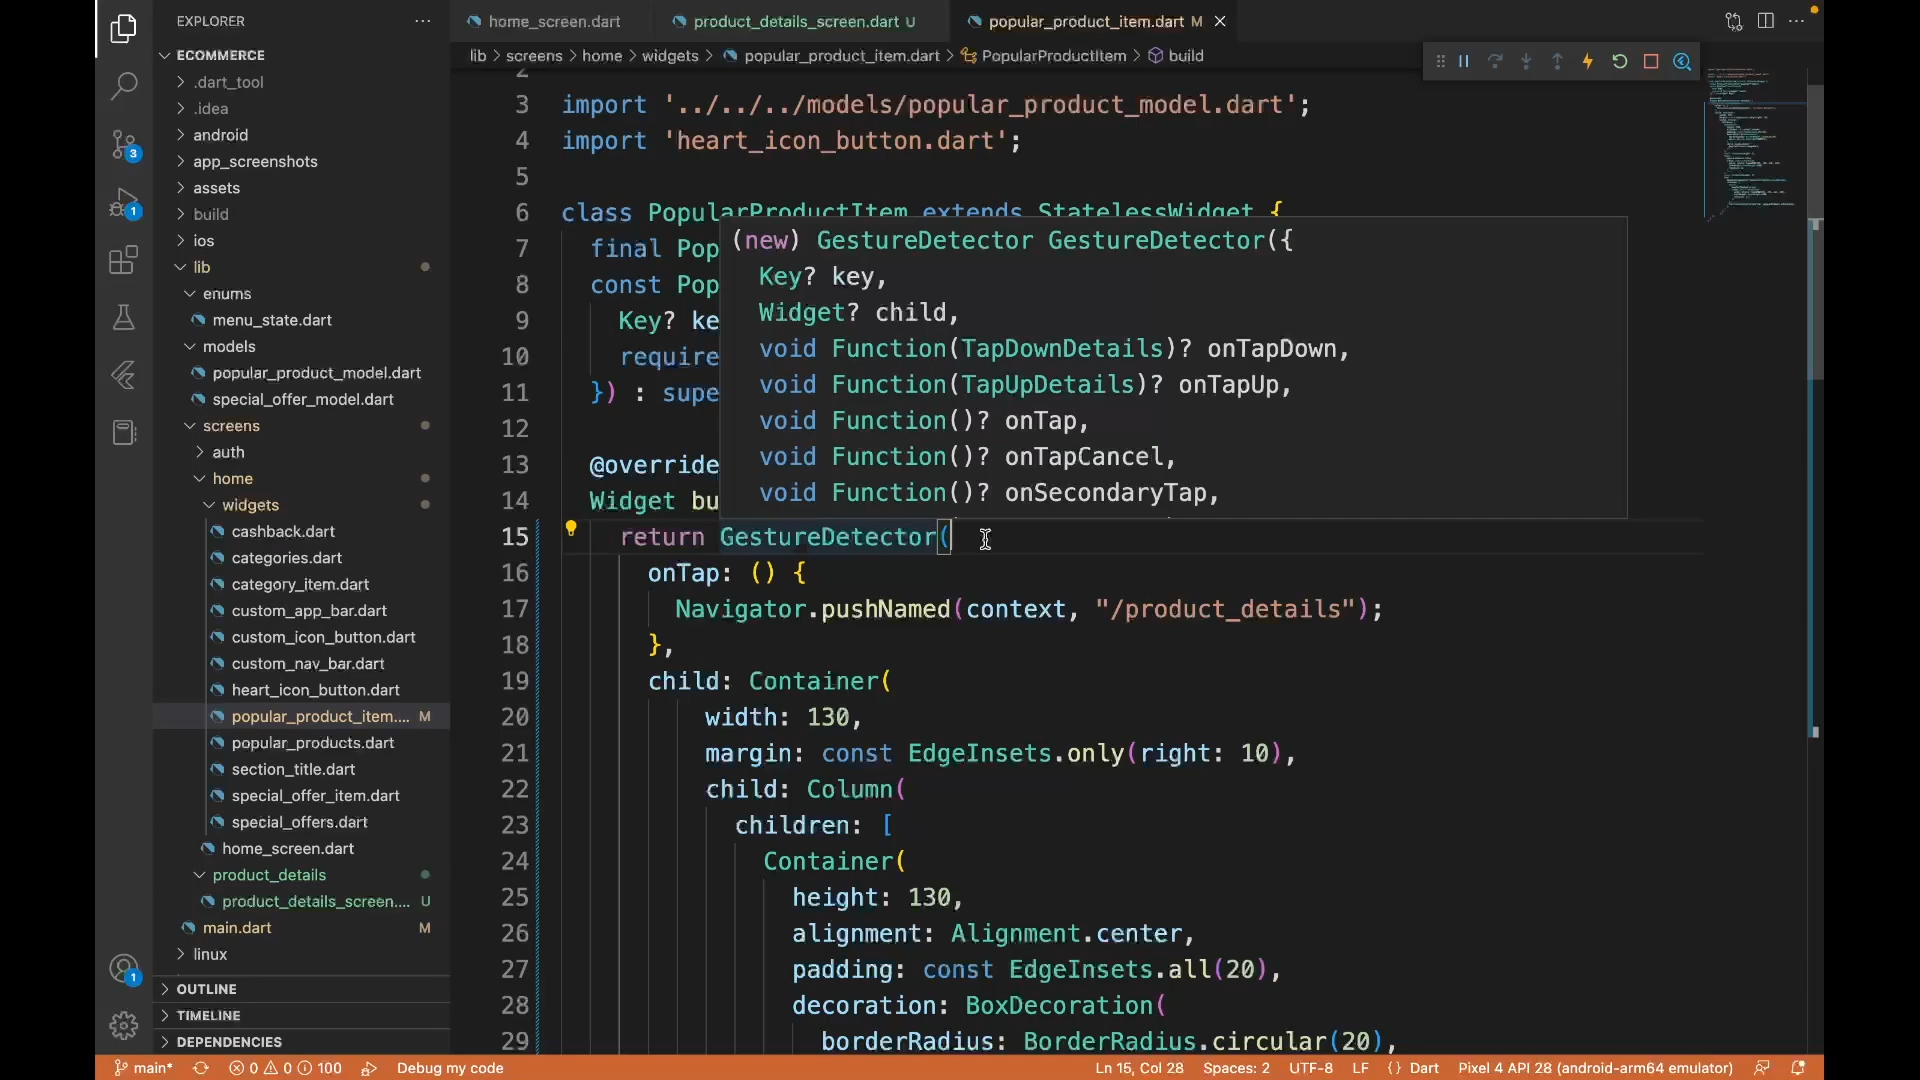 EXPLORER
ECOMMERCE
.dart_tool
.idea
android
app_screenshots
assets
build
ios
lib
enums
menu_state.dart
models
popular_product_model.dart
special_offer_model.dart
screens
auth
home
widgets
cashback.dart
categories.dart
category_item.dart
custom_app_bar.dart
custom_icon_button.dart
custom_nav_bar.dart
heart_icon_button.dart
popular_product_item.... M
popular_products.dart
section_title.dart
special_offer_item.dart
special_offers.dart
home_screen.dart
product_details
product_details_screen.... U
main.dart M
linux
OUTLINE
TIMELINE
DEPENDENCIES
3
1
1
home_screen.dart
product_details_screen.dart U
popular_product_item.dart M
lib > screens > home > widgets > popular_product_item.dart > PopularProductItem > build
2
3 import '../../../models/popular_product_model.dart';
4 import 'heart_icon_button.dart';
5
6 class PopularProductItem extends StatelessWidget {
7 final Pop
8 const Pop
9 Key? ke
10 require
11 }) : supe
12
13 @override
14 Widget bu
(new) GestureDetector GestureDetector({
Key? key,
Widget? child,
void Function(TapDownDetails)? onTapDown,
void Function(TapUpDetails)? onTapUp,
void Function()? onTap,
void Function()? onTapCancel,
void Function()? onSecondaryTap,
15 return GestureDetector(
16 onTap: () {
17 Navigator.pushNamed(context, "/product_details");
18 },
19 child: Container(
20 width: 130,
21 margin: const EdgeInsets.only(right: 10),
22 child: Column(
23 children: [
24 Container(
25 height: 130,
26 alignment: Alignment.center,
27 padding: const EdgeInsets.all(20),
28 decoration: BoxDecoration(
29 borderRadius: BorderRadius.circular(20),
main* 0 0 100 Debug my code Ln 15, Col 28 Spaces: 2 UTF-8 LF {} Dart Pixel 4 API 28 (android-arm64 emulator)